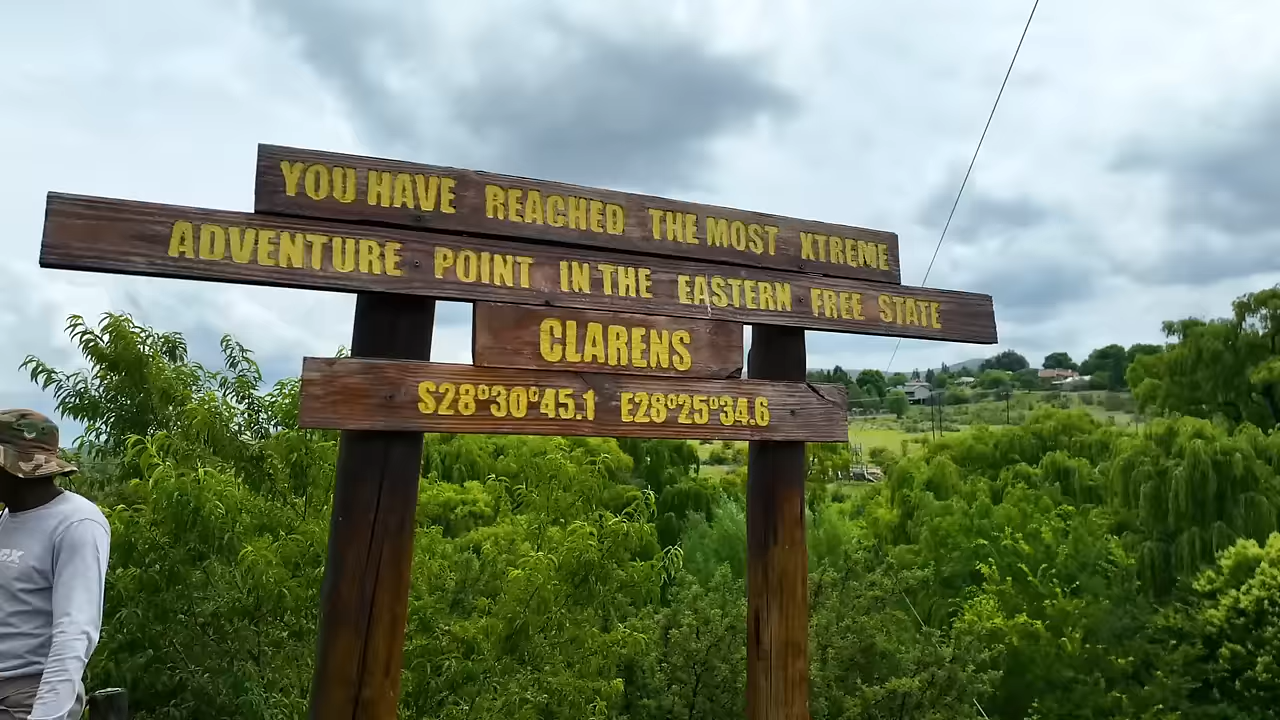 YOU HAVE REACHED THE MOST XTREME
ADVENTURE POINT IN THE EASTERN FREE STATE
CLARENS
S28°30°45.1 E28°25°34.6